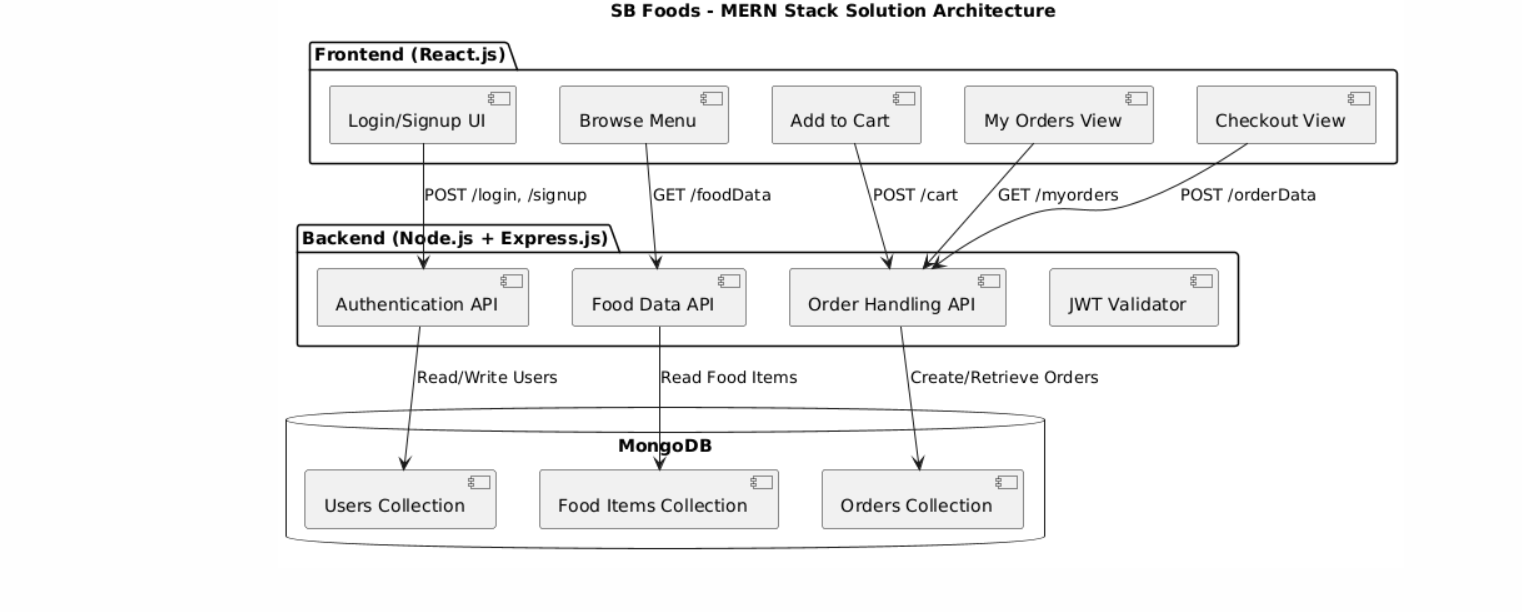 SB Foods - MERN Stack Solution Architecture
Frontend (React.js)
Login/Signup UI
Browse Menu
Add to Cart
My Orders View
Checkout View
POST /login, /signup
GET /foodData
POST /cart
GET /myorders
POST /orderData
Backend (Node.js + Express.js)
Authentication API
Food Data API
Order Handling API
JWT Validator
Read/Write Users
Read Food Items
Create/Retrieve Orders
MongoDB
Users Collection
Food Items Collection
Orders Collection